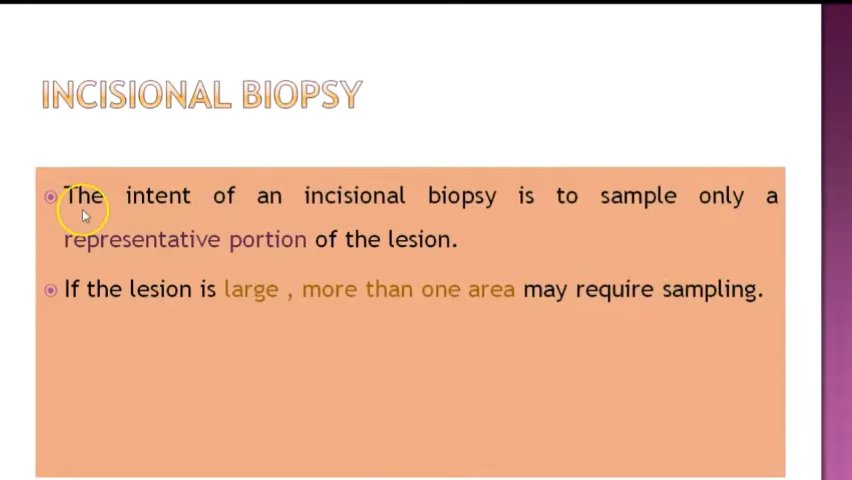 INCISIONAL BIOPSY
The intent of an incisional biopsy is to sample only a
representative portion of the lesion.
If the lesion is large , more than one area may require sampling.